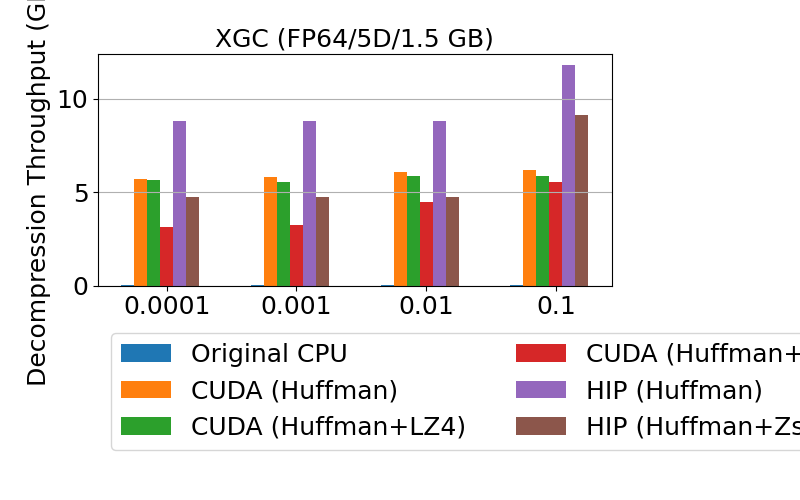 XGC (FP64/5D/1.5 GB)
Decompression Throughput
10
5
0
0.0001 0.001 0.01 0.1
Original CPU
CUDA (Huffman)
CUDA (Huffman+LZ4)
CUDA (Huffman+
HIP (Huffman)
HIP (Huffman+Zs